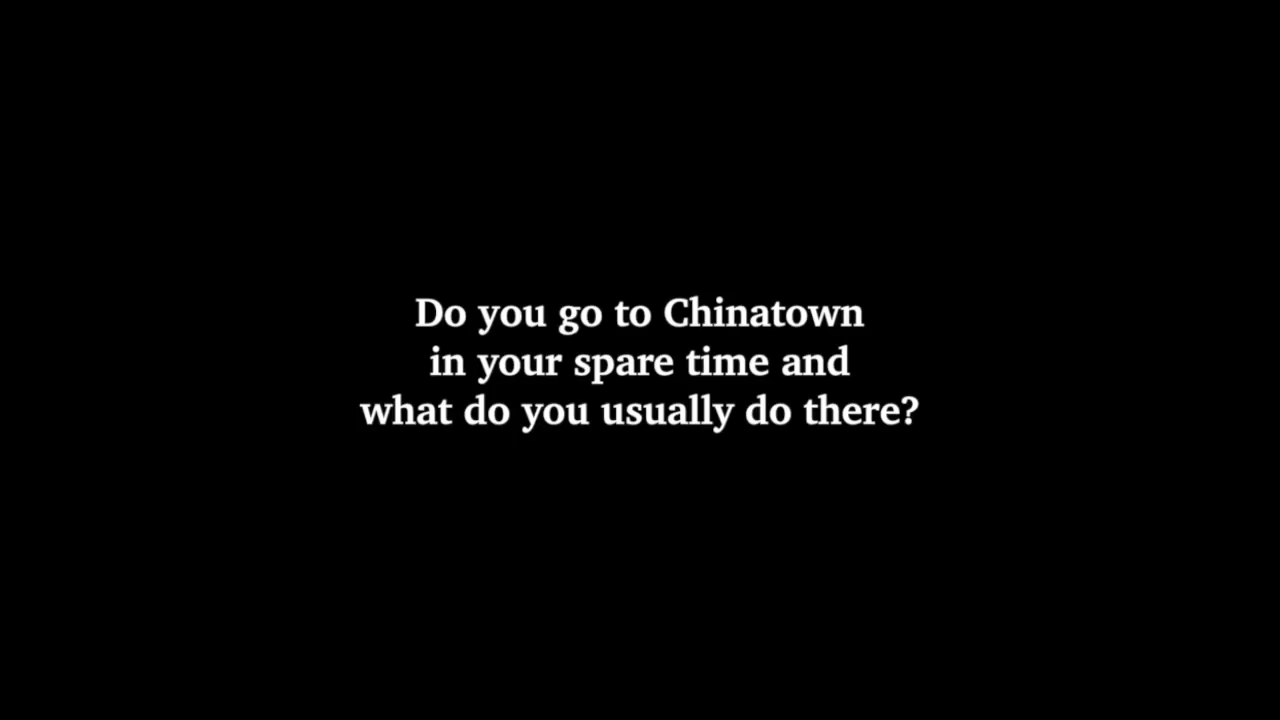 Do you go to Chinatown
in your spare time and
what do you usually do there?